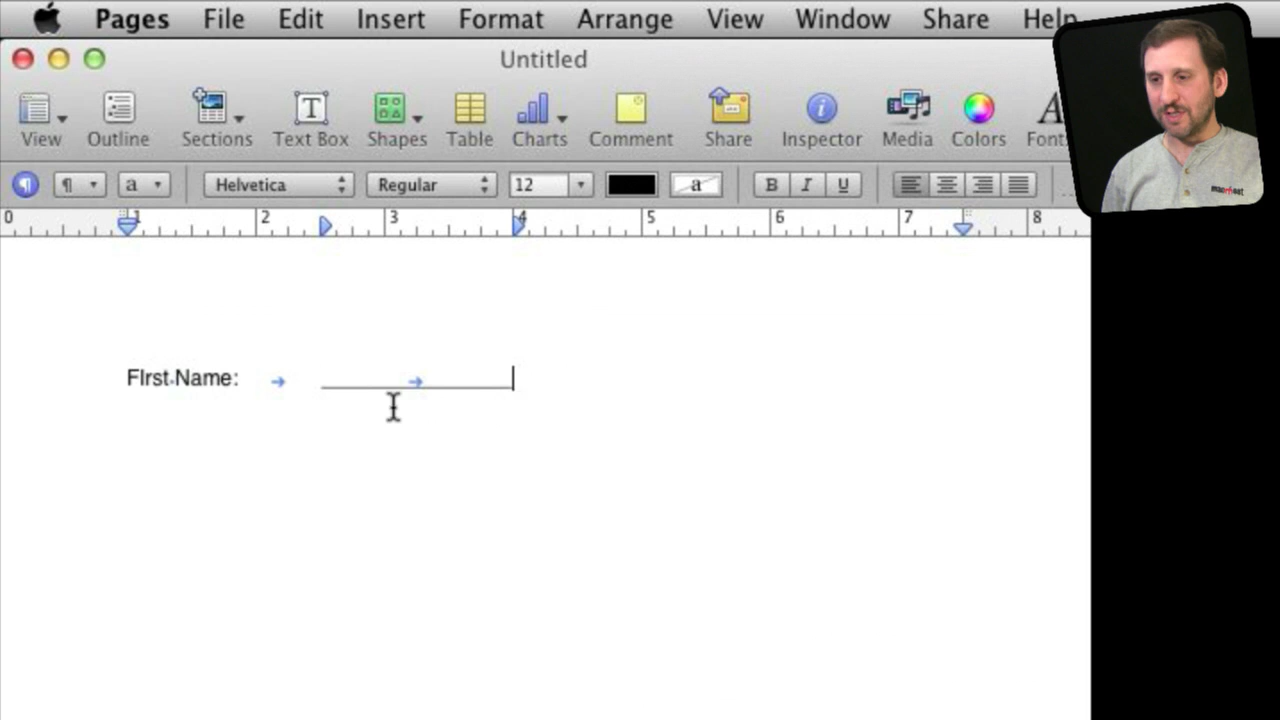 Pages File Edit Insert Format Arrange View Window Share Help
Untitled
View Outline Sections Text Box Shapes Table Charts Comment Share Inspector Media Colors
¶ a Helvetica Regular 12 a B I U
0 1 2 3 4 5 6 7 8
FIrst Name: